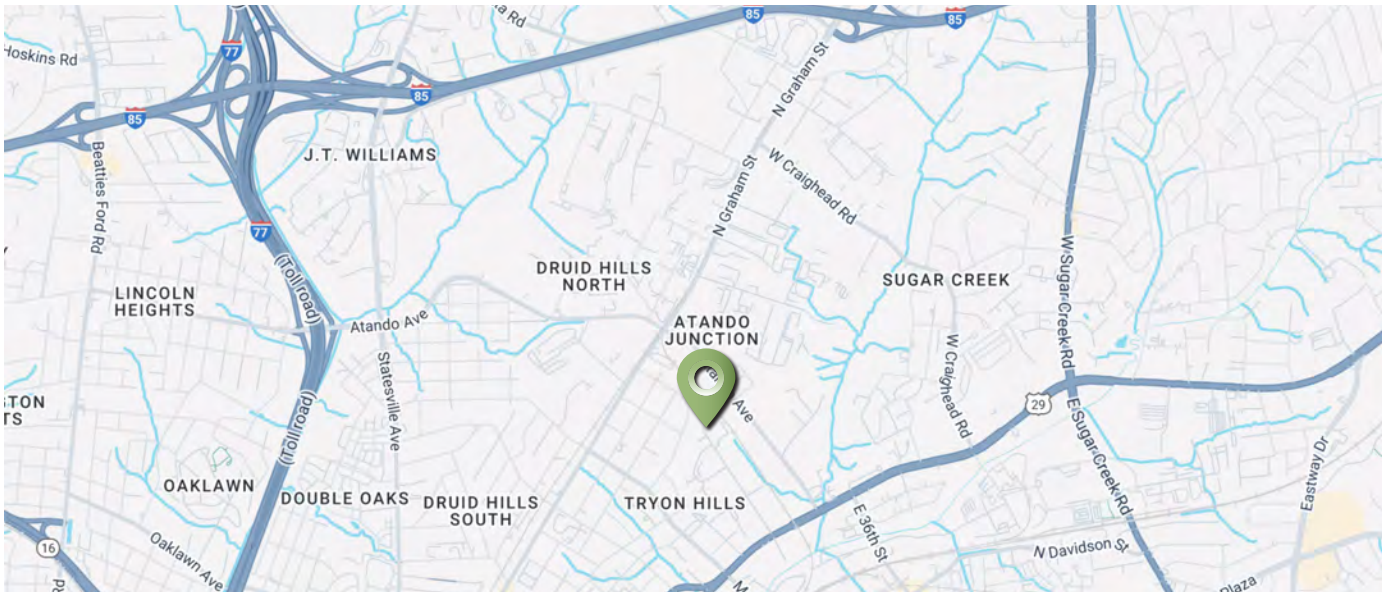 85
85
77
Hoskins Rd
85
85
N Graham St
J.T. WILLIAMS
W Craighead Rd
Beatties Ford Rd
N Graham St
77
(Toll road)
DRUID HILLS
NORTH
SUGAR CREEK
W Sugar Creek Rd
LINCOLN
HEIGHTS
Atando Ave
ATANDO
JUNCTION
W Craighead Rd
Statesville Ave
Ave
29
(Toll road)
E Sugar Creek Rd
Eastway Dr
OAKLAWN
DOUBLE OAKS
DRUID HILLS
SOUTH
TRYON HILLS
E 36th St
16
Oaklawn Ave
N Davidson St
Plaza